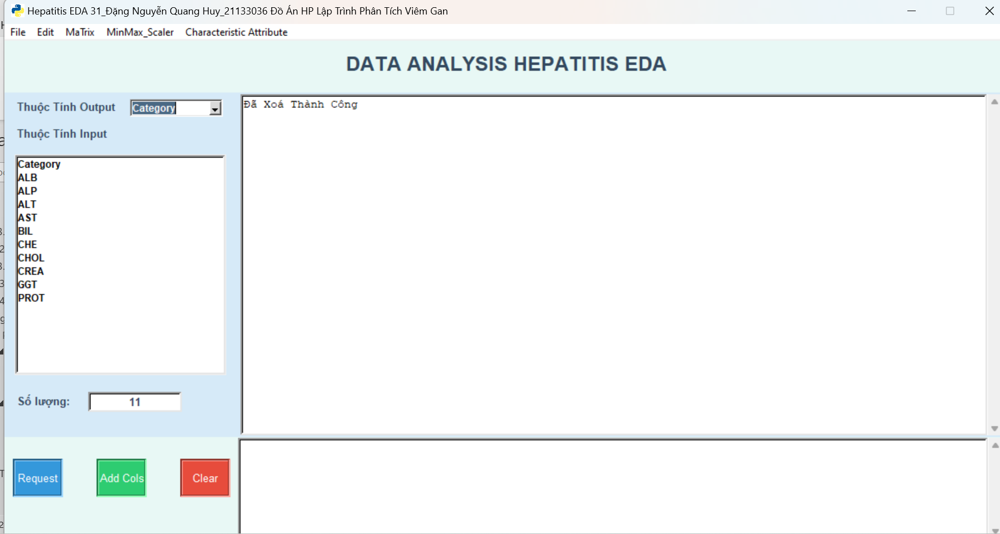 Hepatitis EDA 31_Đặng Nguyễn Quang Huy_21133036 Đồ Án HP Lập Trình Phân Tích Viêm Gan
File Edit MaTrix MinMax_Scaler Characteristic Attribute
DATA ANALYSIS HEPATITIS EDA
Thuộc Tính Output Category
Thuộc Tính Input
Category
ALB
ALP
ALT
AST
BIL
CHE
CHOL
CREA
GGT
PROT
Số lượng: 11
Đã Xoá Thành Công
Request Add Cols Clear